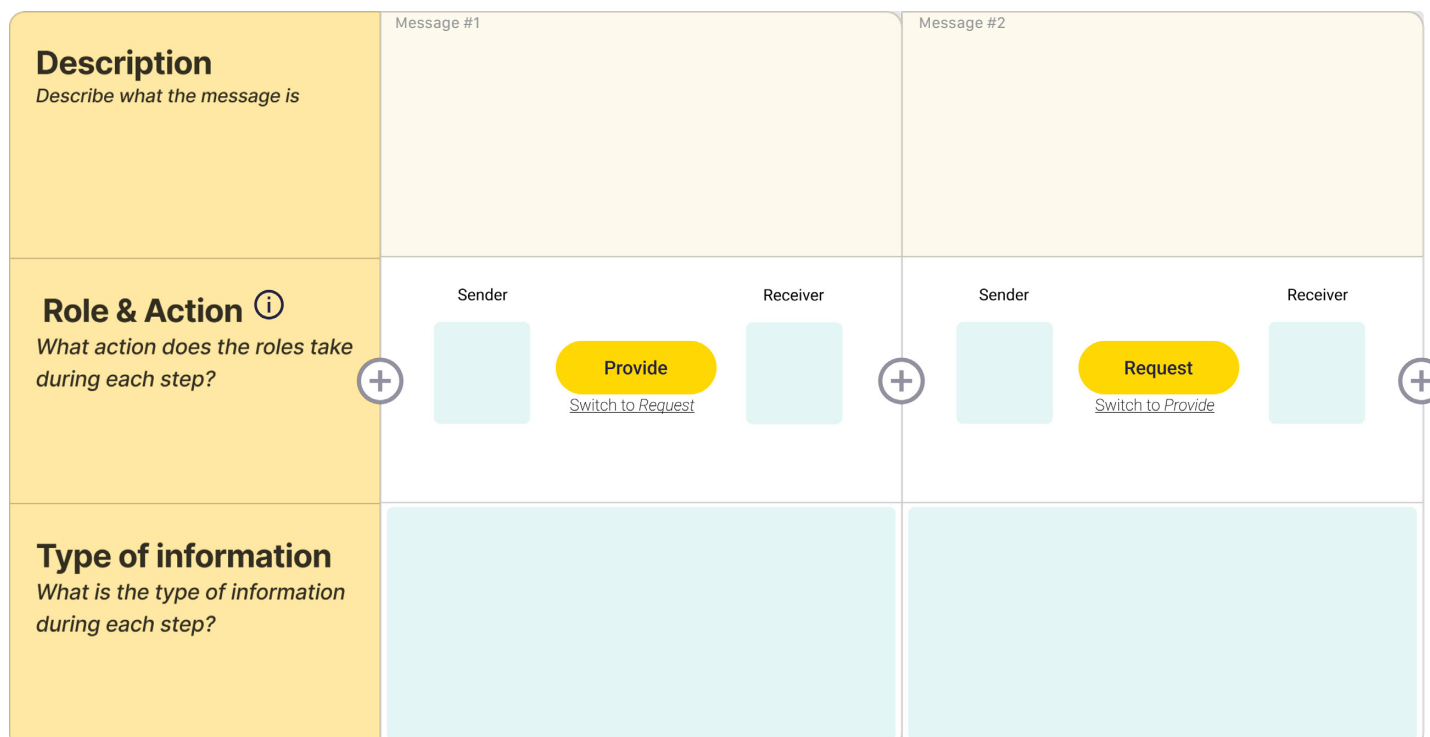 Message #1
Message #2
Description
Describe what the message is
Role & Action
What action does the roles take
during each step?
Sender
Receiver
Provide
Switch to Request
Sender
Receiver
Request
Switch to Provide
Type of information
What is the type of information
during each step?